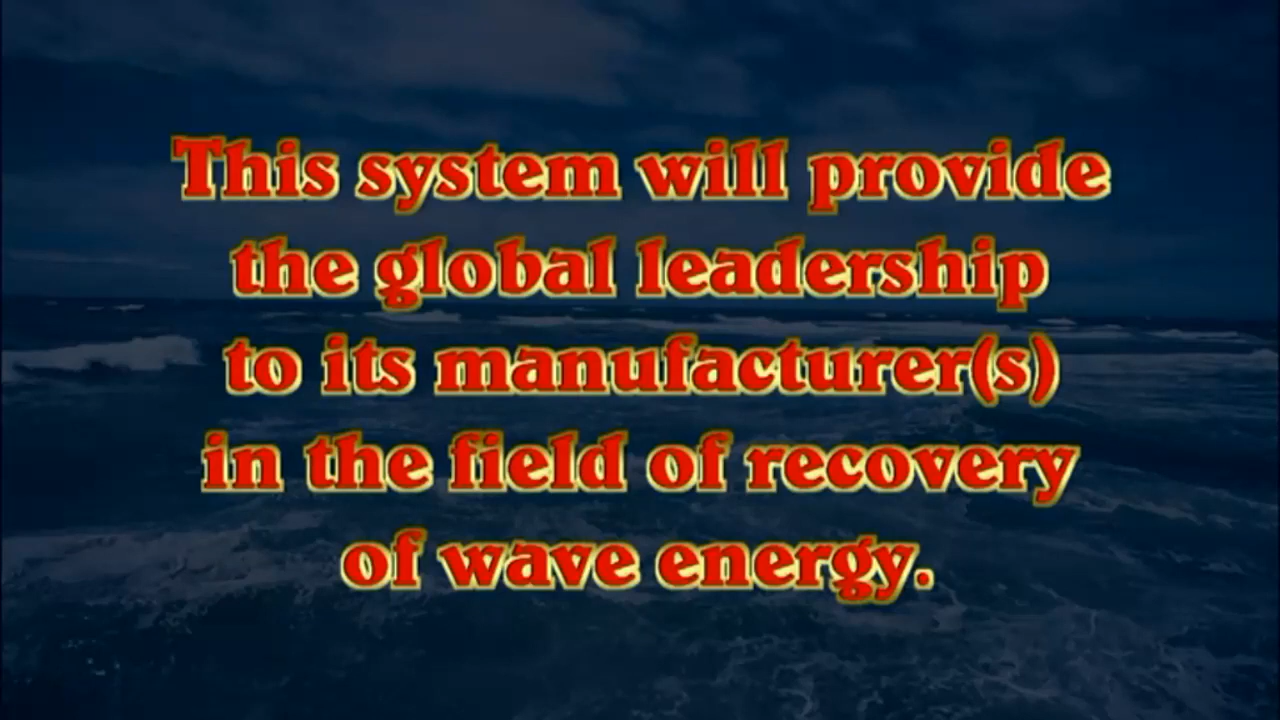 This system will provide
the global leadership
to its manufacturer(s)
in the field of recovery
of wave energy.